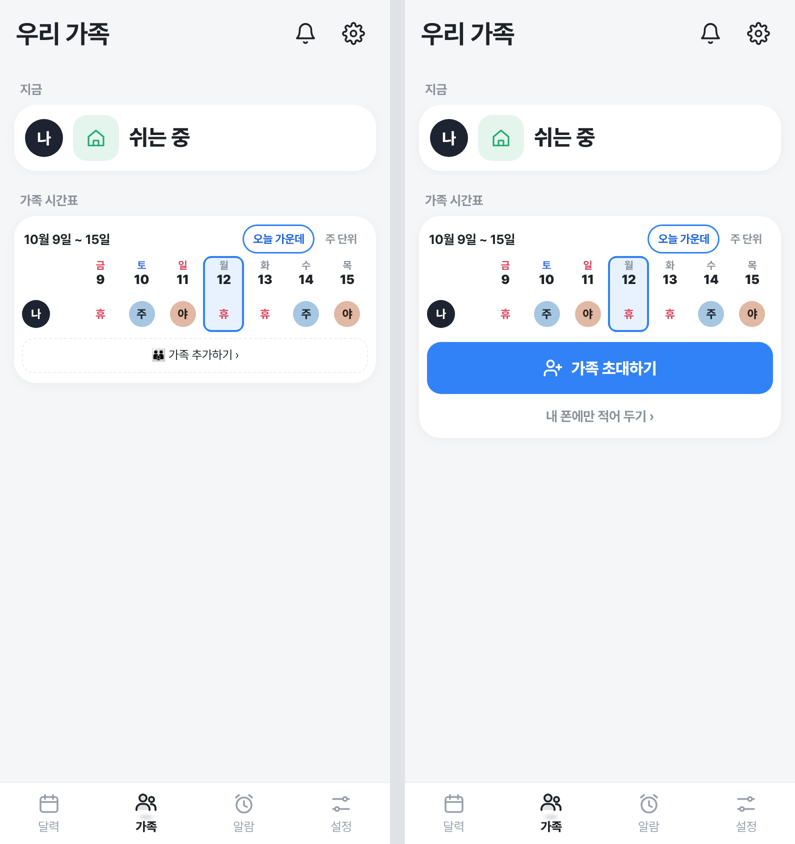 우리 가족
지금
나 쉬는 중
가족 시간표
10월 9일 ~ 15일 오늘 가운데 주 단위
금 토 일 월 화 수 목
9 10 11 12 13 14 15
나 휴 주 야 휴 휴 주 야
가족 추가하기 ›
달력 가족 알람 설정
우리 가족
지금
나 쉬는 중
가족 시간표
10월 9일 ~ 15일 오늘 가운데 주 단위
금 토 일 월 화 수 목
9 10 11 12 13 14 15
나 휴 주 야 휴 휴 주 야
가족 초대하기
내 폰에만 적어 두기 ›
달력 가족 알람 설정